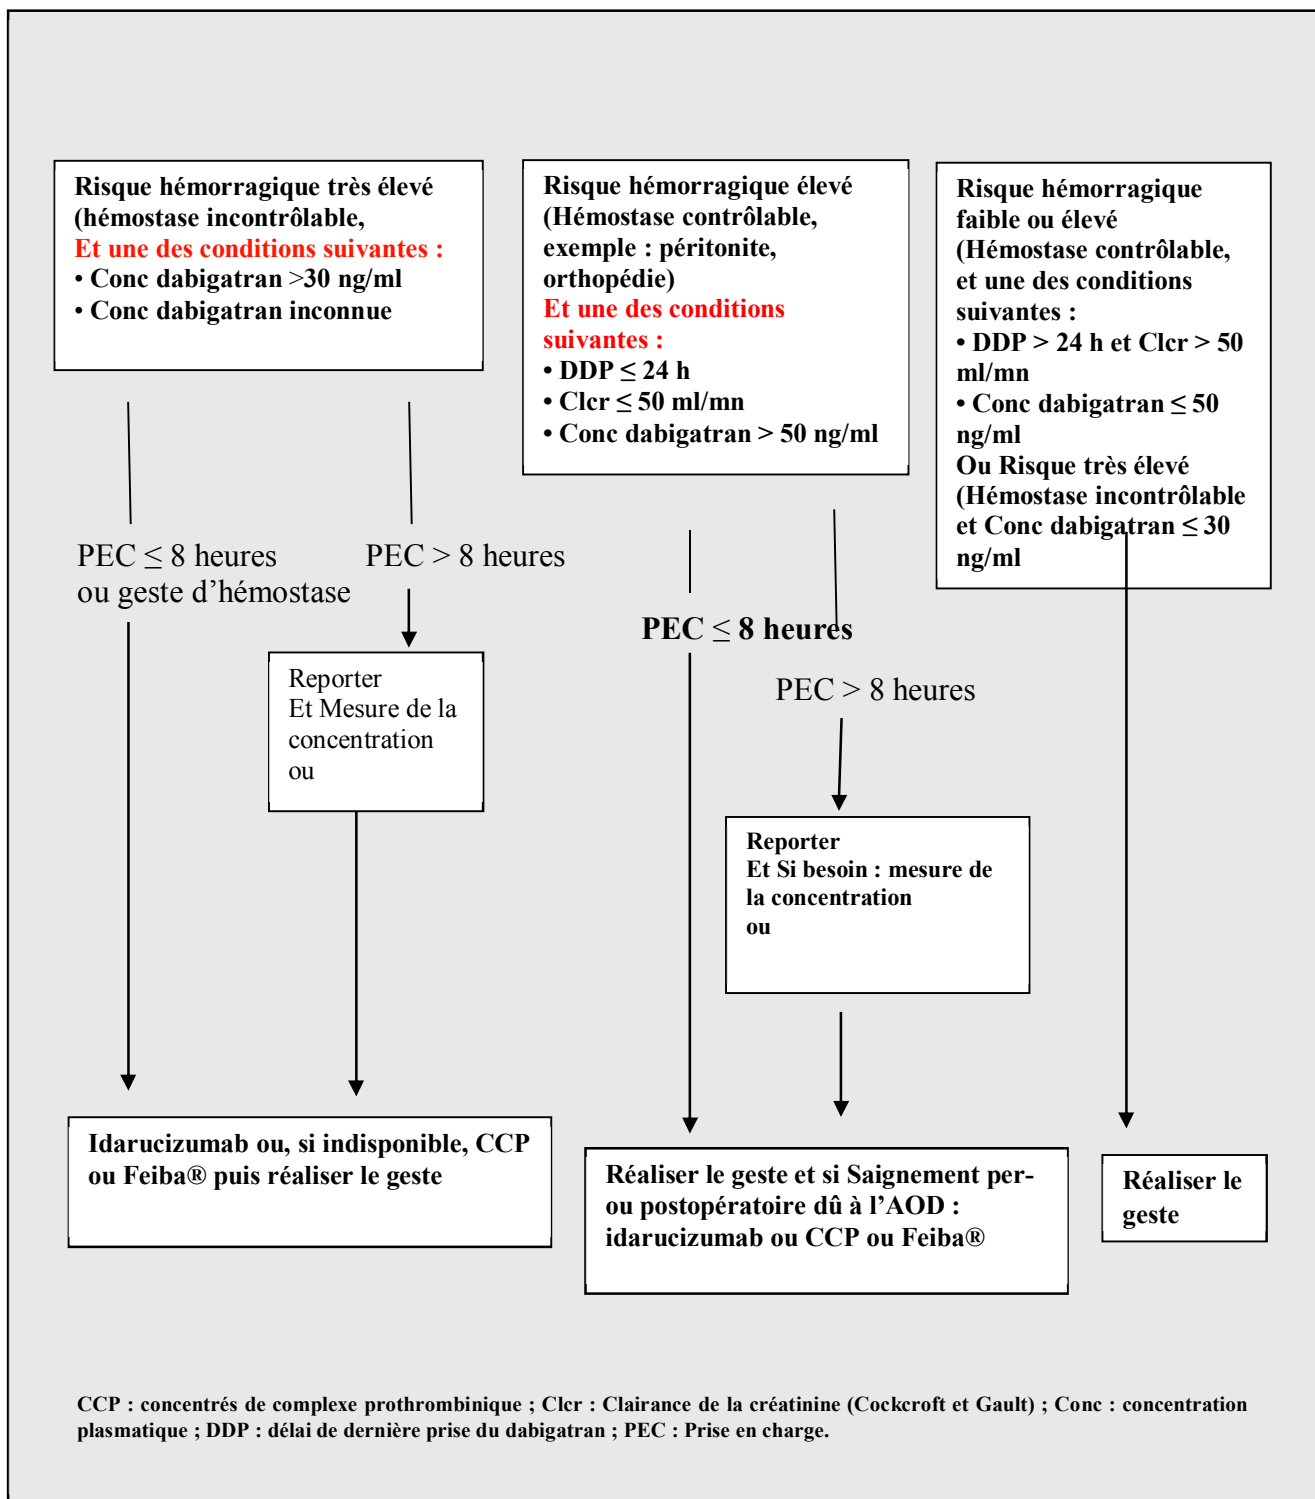 Risque hémorragique très élevé
(hémostase incontrôlable,
Et une des conditions suivantes :
• Conc dabigatran >30 ng/ml
• Conc dabigatran inconnue
Risque hémorragique élevé
(Hémostase contrôlable,
exemple : péritonite,
orthopédie)
Et une des conditions
suivantes :
• DDP ≤ 24 h
• Clcr ≤ 50 ml/mn
• Conc dabigatran > 50 ng/ml
Risque hémorragique
faible ou élevé
(Hémostase contrôlable,
et une des conditions
suivantes :
• DDP > 24 h et Clcr > 50
ml/mn
• Conc dabigatran ≤ 50
ng/ml
Ou Risque très élevé
(Hémostase incontrôlable
et Conc dabigatran ≤ 30
ng/ml
PEC ≤ 8 heures
ou geste d’hémostase
PEC > 8 heures
PEC ≤ 8 heures
PEC > 8 heures
Reporter
Et Mesure de la
concentration
ou
Reporter
Et Si besoin : mesure de
la concentration
ou
Idarucizumab ou, si indisponible, CCP
ou Feiba® puis réaliser le geste
Réaliser le geste et si Saignement per-
ou postopératoire dû à l’AOD :
idarucizumab ou CCP ou Feiba®
Réaliser le
geste
CCP : concentrés de complexe prothrombinique ; Clcr : Clairance de la créatinine (Cockcroft et Gault) ; Conc : concentration
plasmatique ; DDP : délai de dernière prise du dabigatran ; PEC : Prise en charge.